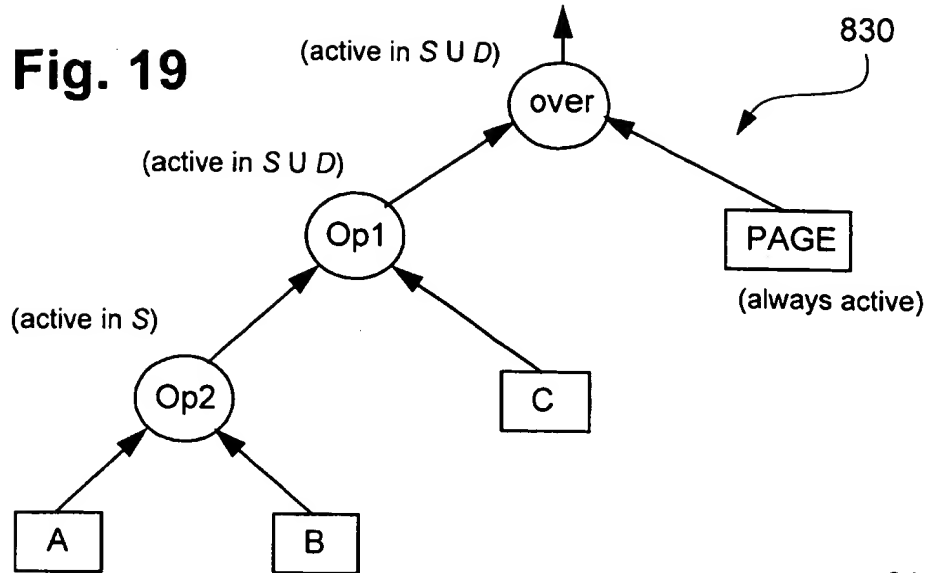 Fig. 19
(active in S U D)
830
over
(active in S U D)
Op1
PAGE
(always active)
(active in S)
Op2
C
A
B